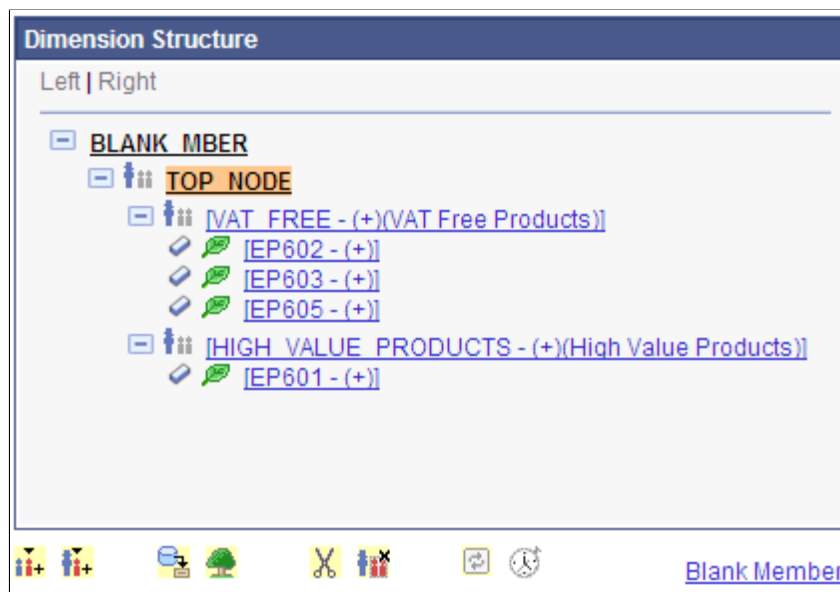 Dimension Structure
Left | Right
BLANK_MBER
TOP_NODE
[VAT_FREE - (+)(VAT Free Products)]
[EP602 - (+)]
[EP603 - (+)]
[EP605 - (+)]
[HIGH_VALUE_PRODUCTS - (+)(High Value Products)]
[EP601 - (+)]
Blank Member